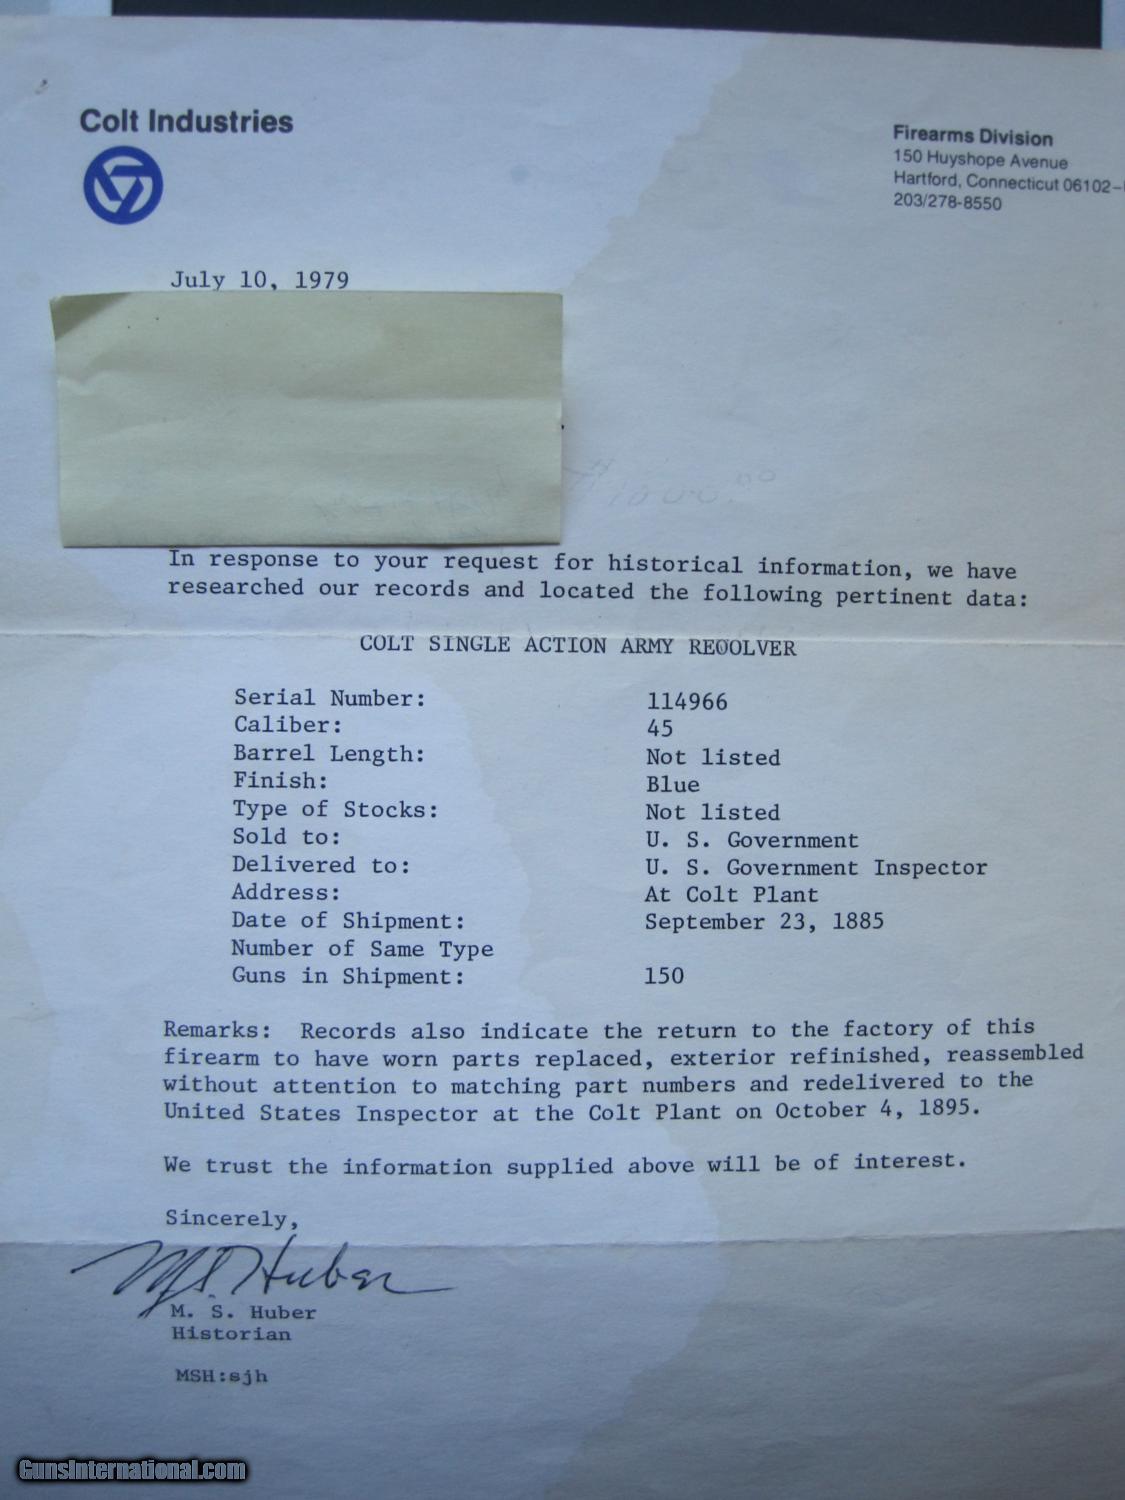 Colt Industries
Firearms Division
150 Huyshope Avenue
Hartford, Connecticut 06102
203/278-8550
July 10, 1979
In response to your request for historical information, we have
researched our records and located the following pertinent data:
COLT SINGLE ACTION ARMY REOOLVER
Serial Number: 114966
Caliber: 45
Barrel Length: Not listed
Finish: Blue
Type of Stocks: Not listed
Sold to: U. S. Government
Delivered to: U. S. Government Inspector
Address: At Colt Plant
Date of Shipment: September 23, 1885
Number of Same Type
Guns in Shipment: 150
Remarks: Records also indicate the return to the factory of this
firearm to have worn parts replaced, exterior refinished, reassembled
without attention to matching part numbers and redelivered to the
United States Inspector at the Colt Plant on October 4, 1895.
We trust the information supplied above will be of interest.
Sincerely,
M. S. Huber
M. S. Huber
Historian
MSH:sjh
GunsInternational.com